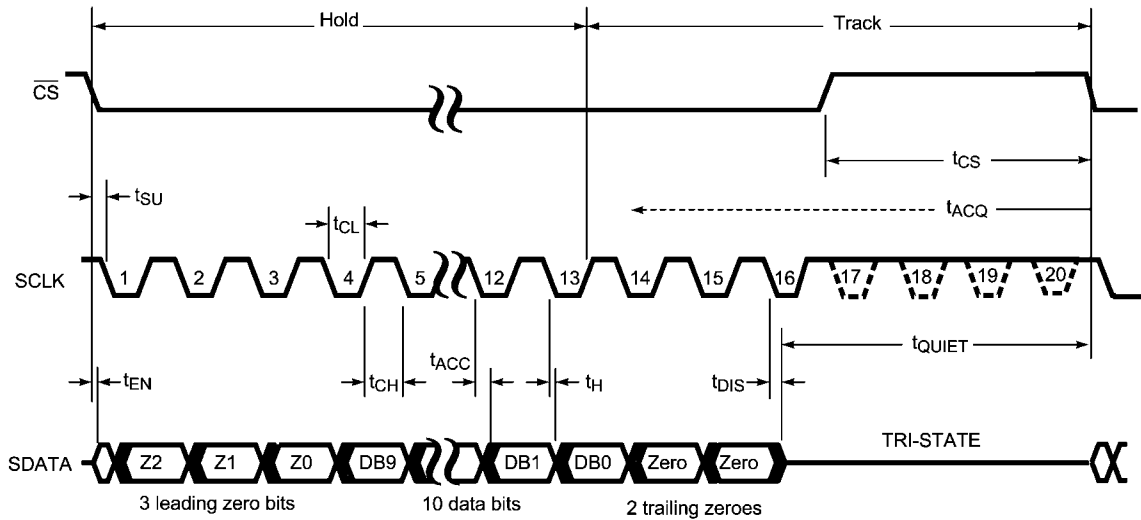 Hold Track
CS
tCS
tSU
tACQ
tCL
SCLK 1 2 3 4 5 12 13 14 15 16 17 18 19 20
tQUIET
tACC
tEN tCH tH tDIS
TRI-STATE
SDATA Z2 Z1 Z0 DB9 DB1 DB0 Zero Zero
3 leading zero bits 10 data bits 2 trailing zeroes